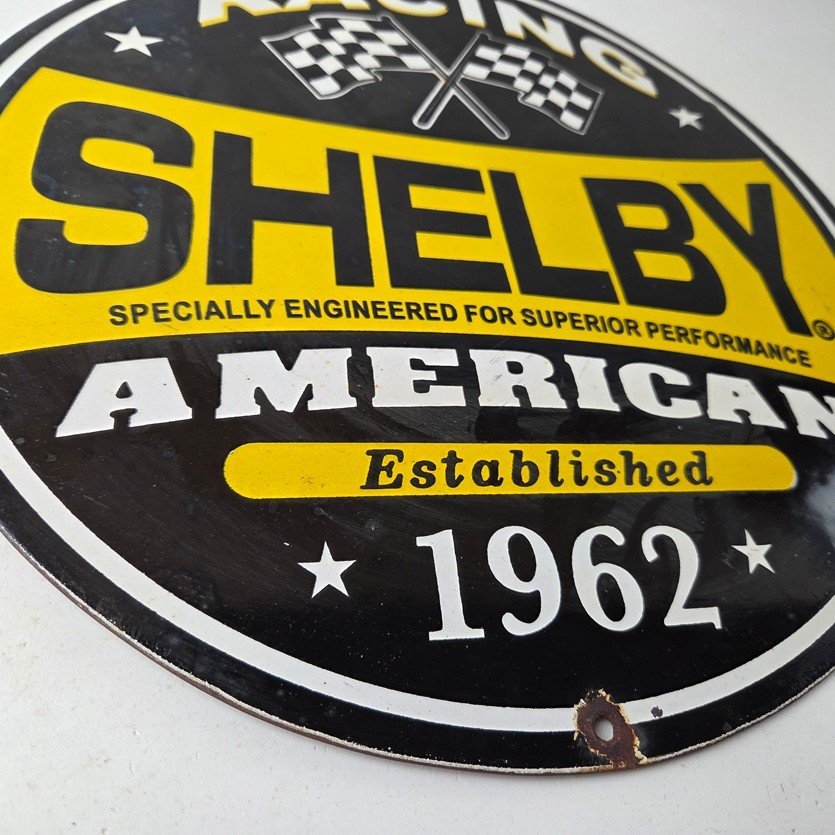 RACING
SHELBY®
SPECIALLY ENGINEERED FOR SUPERIOR PERFORMANCE
AMERICAN
Established
1962